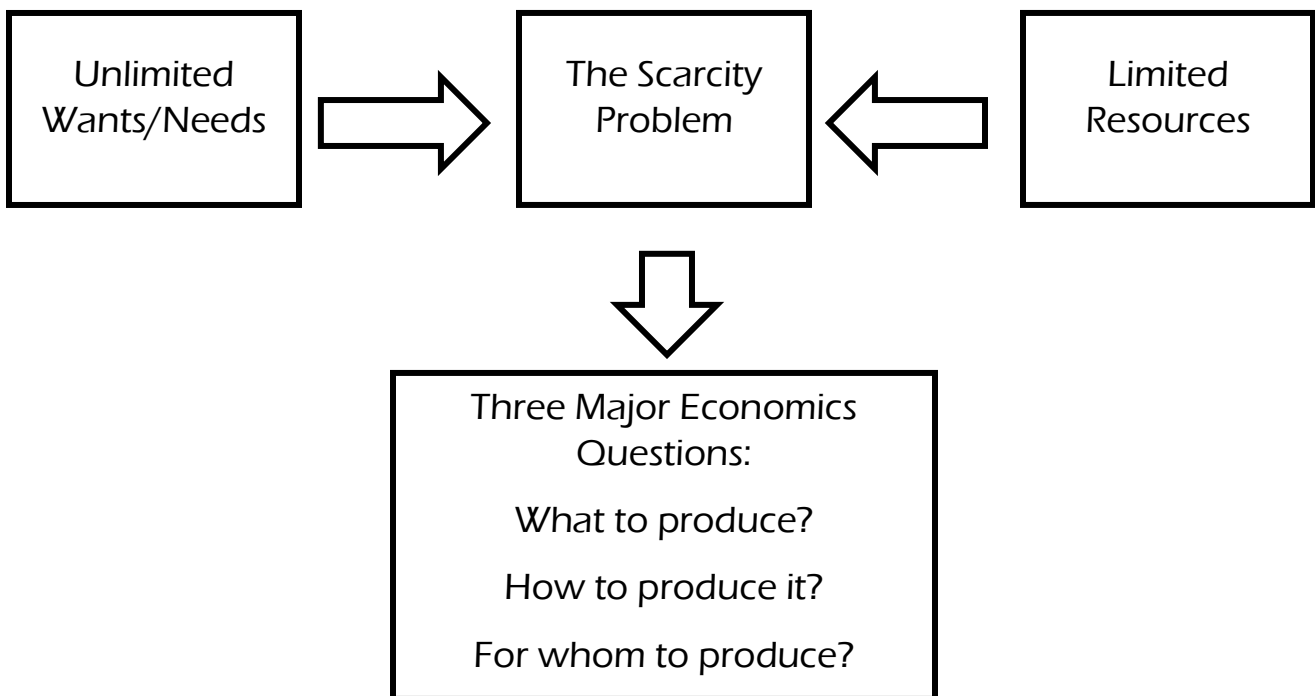 Unlimited
Wants/Needs
The Scarcity
Problem
Limited
Resources
Three Major Economics
Questions:
What to produce?
How to produce it?
For whom to produce?